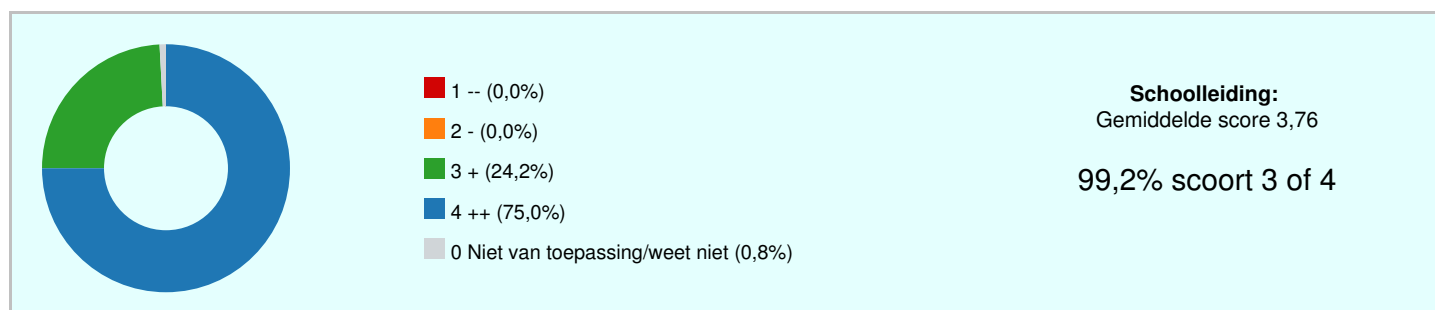 1 -- (0,0%)
2 - (0,0%)
3 + (24,2%)
4 ++ (75,0%)
0 Niet van toepassing/weet niet (0,8%)
Schoolleiding:
Gemiddelde score 3,76
99,2% scoort 3 of 4